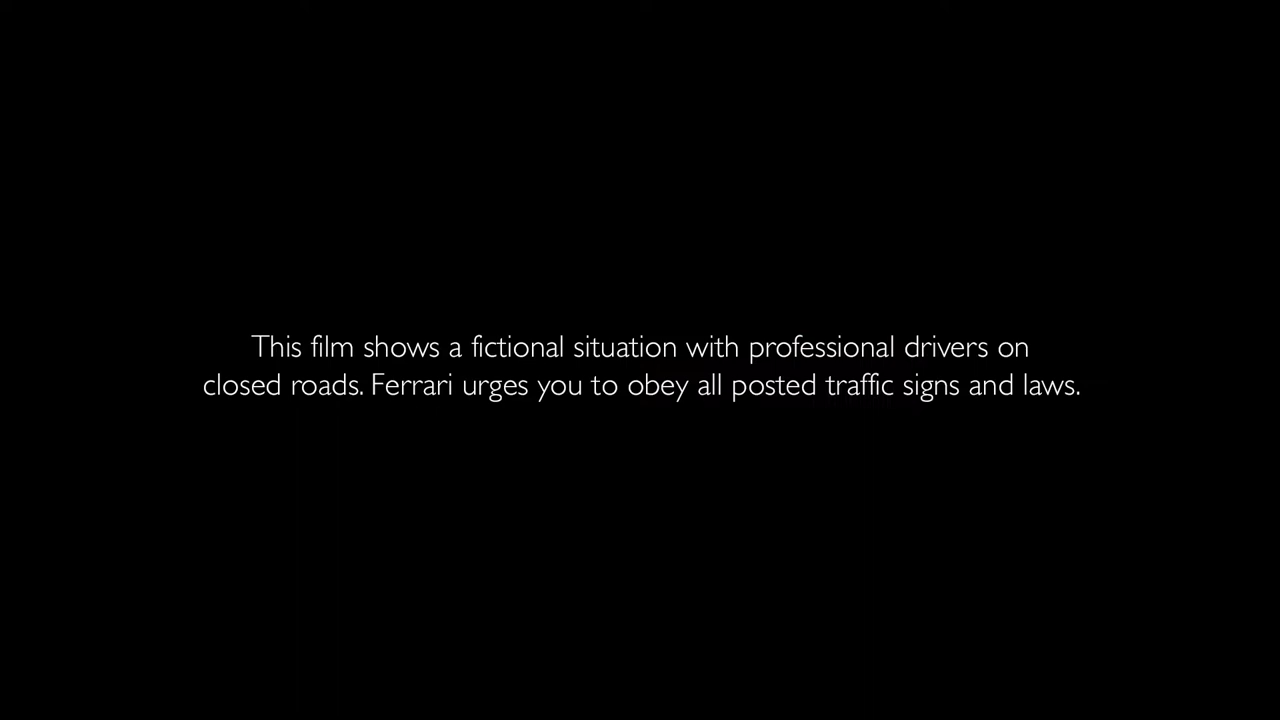 This film shows a fictional situation with professional drivers on
closed roads. Ferrari urges you to obey all posted traffic signs and laws.